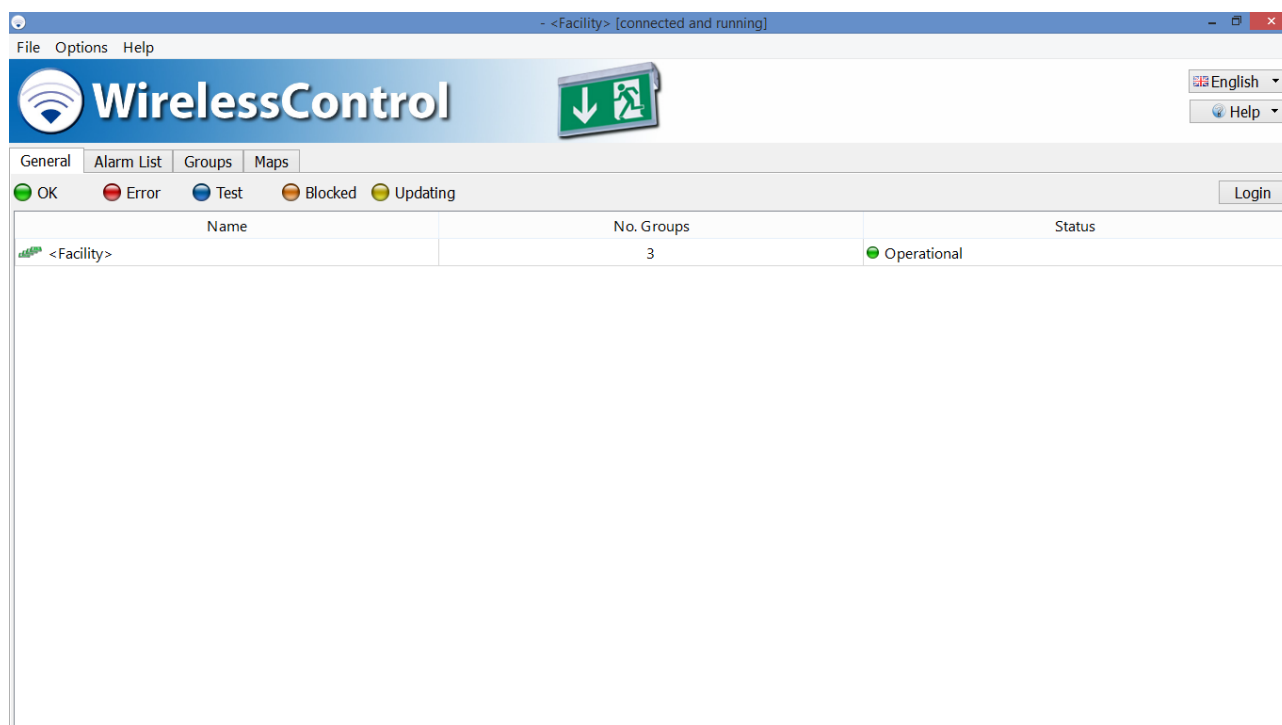 - <Facility> [connected and running]
File Options Help
WirelessControl
English
Help
General Alarm List Groups Maps
OK Error Test Blocked Updating Login
Name No. Groups Status
<Facility> 3 Operational